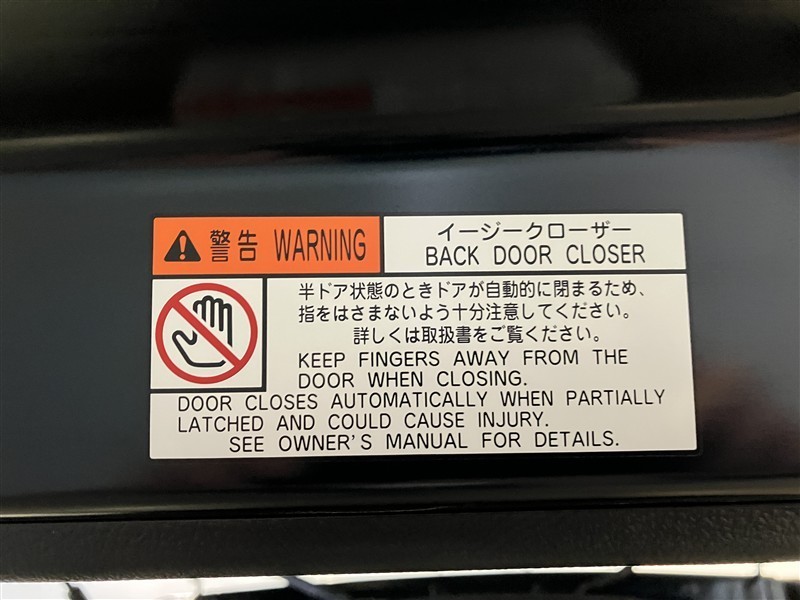 警告 WARNING
イージークローザー
BACK DOOR CLOSER
半ドア状態のときドアが自動的に閉まるため、
指をはさまないよう十分注意してください。
詳しくは取扱書をご覧ください。
KEEP FINGERS AWAY FROM THE
DOOR WHEN CLOSING.
DOOR CLOSES AUTOMATICALLY WHEN PARTIALLY
LATCHED AND COULD CAUSE INJURY.
SEE OWNER'S MANUAL FOR DETAILS.